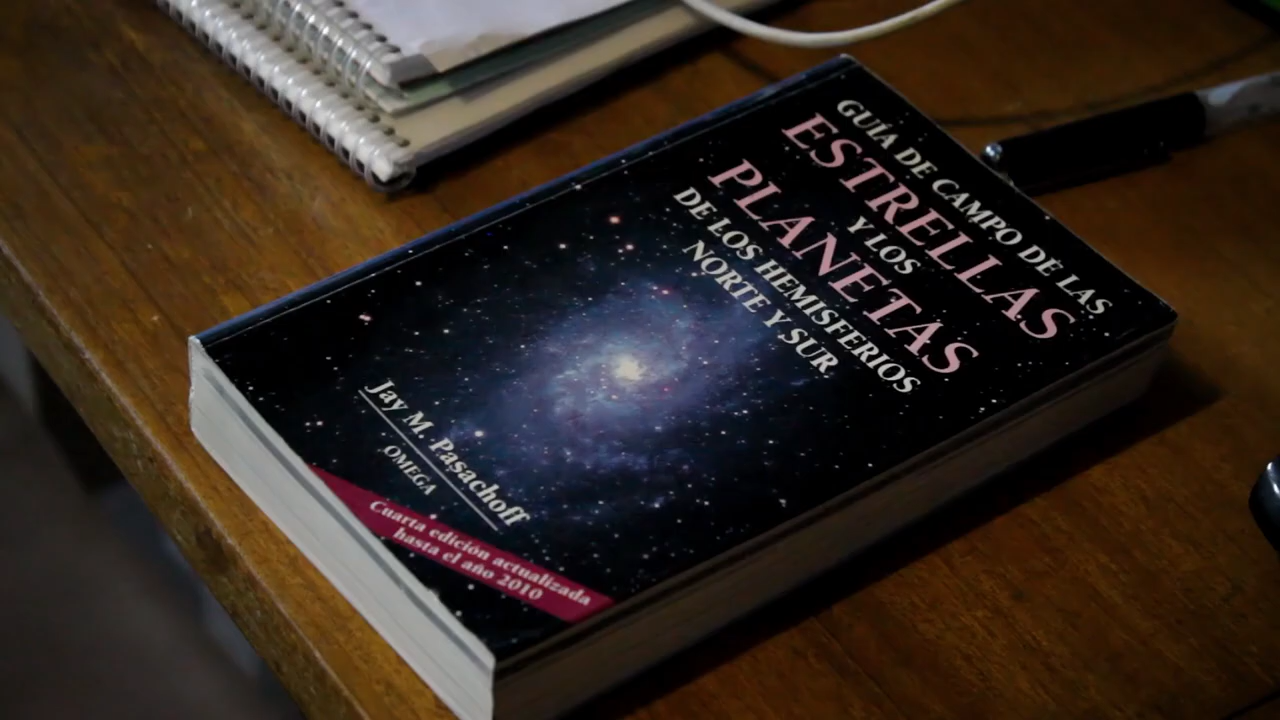 GUÍA DE CAMPO DE LAS
ESTRELLAS
Y LOS
PLANETAS
DE LOS HEMISFERIOS
NORTE Y SUR
Jay M. Pasachoff
OMEGA
Cuarta edición actualizada
hasta el año 2010